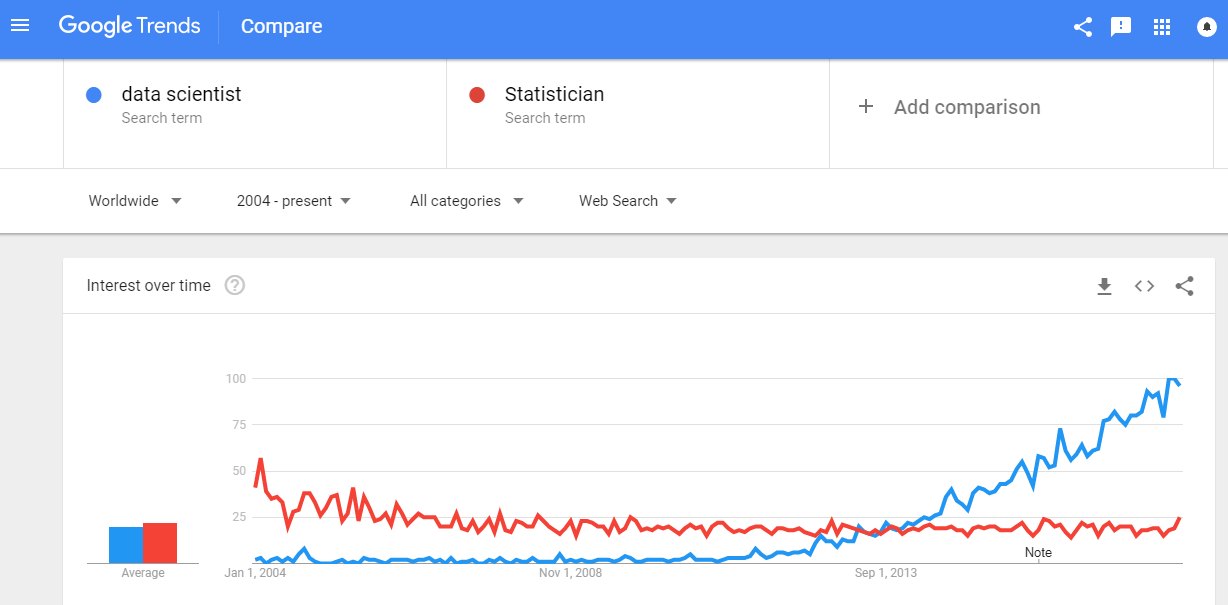 Google Trends Compare
data scientist
Search term
Statistician
Search term
+ Add comparison
Worldwide 2004 - present All categories Web Search
Interest over time ?
100
75
50
25
Note
Average
Jan 1, 2004 Nov 1, 2008 Sep 1, 2013